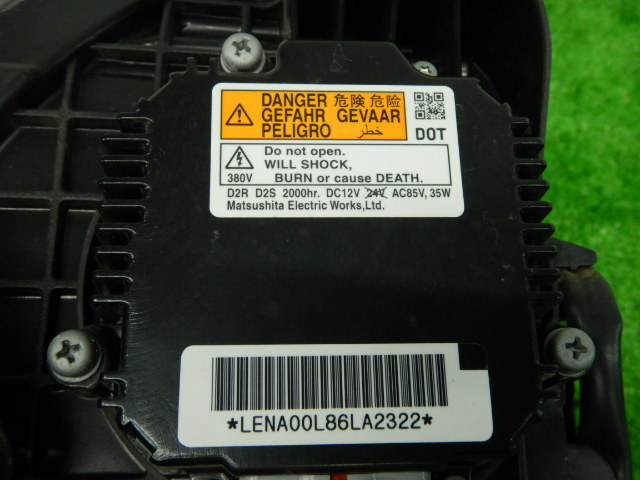 DANGER 危険 危险
GEFAHR GEVAAR
PELIGRO خطر
DOT
Do not open.
WILL SHOCK,
380V BURN or cause DEATH.
D2R D2S 2000hr. DC12V 24V AC85V, 35W
Matsushita Electric Works,Ltd.
*LENA00L86LA2322*